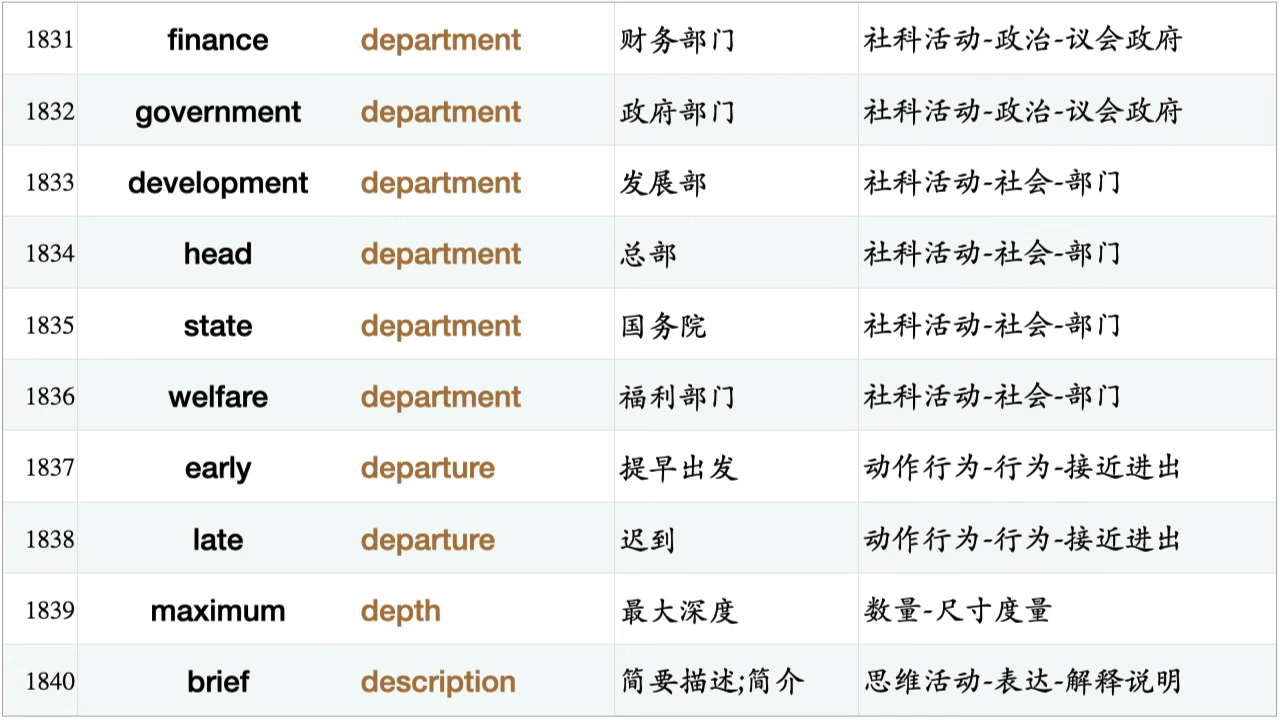 1831 finance department 财务部门 社科活动-政治-议会政府
1832 government department 政府部门 社科活动-政治-议会政府
1833 development department 发展部 社科活动-社会-部门
1834 head department 总部 社科活动-社会-部门
1835 state department 国务院 社科活动-社会-部门
1836 welfare department 福利部门 社科活动-社会-部门
1837 early departure 提早出发 动作行为-行为-接近进出
1838 late departure 迟到 动作行为-行为-接近进出
1839 maximum depth 最大深度 数量-尺寸度量
1840 brief description 简要描述;简介 思维活动-表达-解释说明